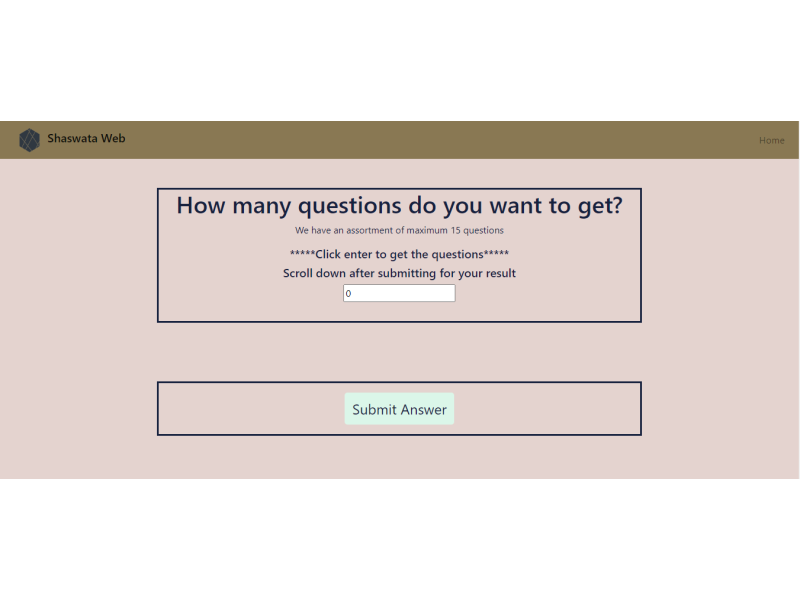 Shaswata Web
Home
How many questions do you want to get?
We have an assortment of maximum 15 questions
*****Click enter to get the questions*****
Scroll down after submitting for your result
0
Submit Answer